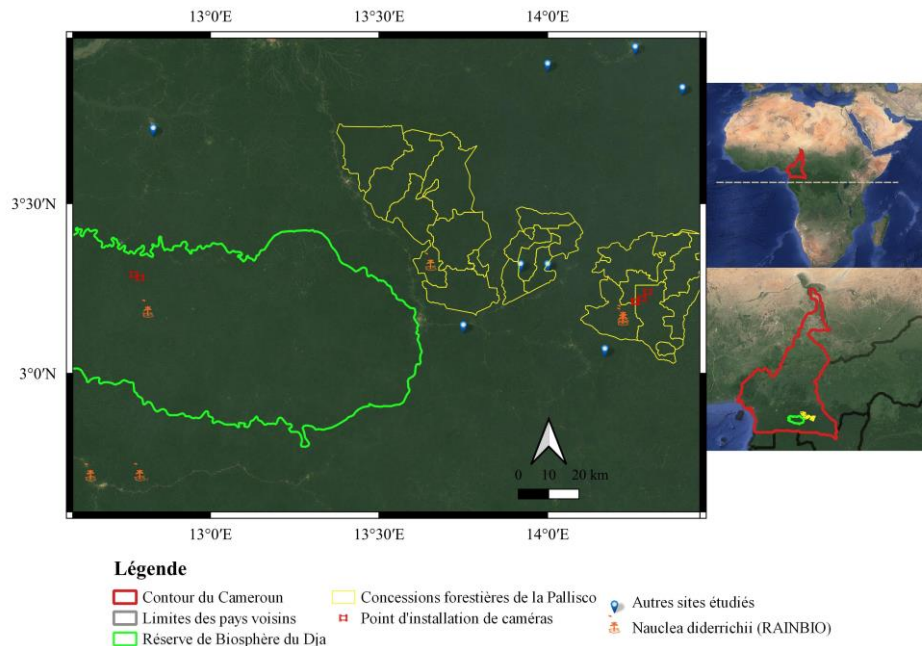 13°0'E 13°30'E 14°0'E
3°30'N
3°0'N
0 10 20 km
13°0'E 13°30'E 14°0'E
Légende
Contour du Cameroun
Limites des pays voisins
Réserve de Biosphère du Dja
Concessions forestières de la Pallisco
Point d'installation de caméras
Autres sites étudiés
Nauclea diderrichii (RAINBIO)